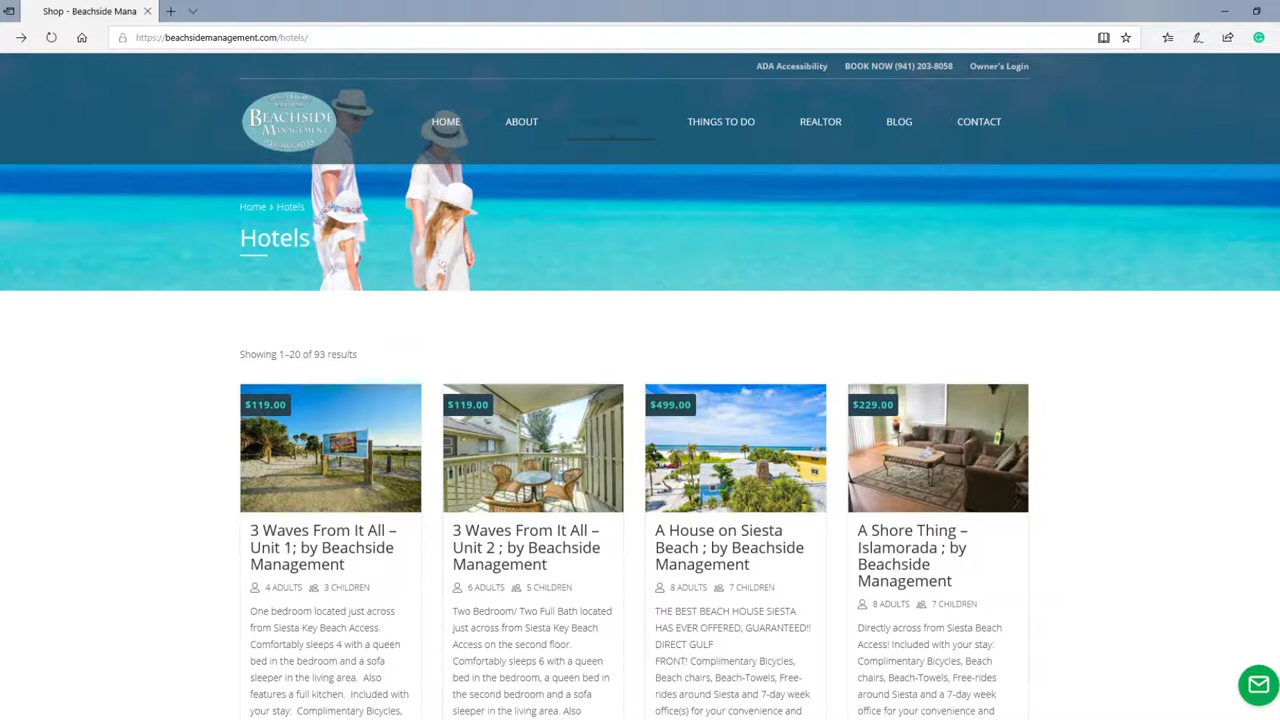 Shop - Beachside Mana
https://beachsidemanagement.com/hotels/
ADA Accessibility BOOK NOW (941) 203-8058 Owner's Login
BEACHSIDE
MANAGEMENT
HOME ABOUT THINGS TO DO REALTOR BLOG CONTACT
Home › Hotels
Hotels
Showing 1–20 of 93 results
$119.00
3 Waves From It All –
Unit 1; by Beachside
Management
4 ADULTS 3 CHILDREN
One bedroom located just across
from Siesta Key Beach Access.
Comfortably sleeps 4 with a queen
bed in the bedroom and a sofa
sleeper in the living area. Also
features a full kitchen. Included with
your stay: Complimentary Bicycles,
$119.00
3 Waves From It All –
Unit 2 ; by Beachside
Management
6 ADULTS 5 CHILDREN
Two Bedroom/ Two Full Bath located
just across from Siesta Key Beach
Access on the second floor.
Comfortably sleeps 6 with a queen
bed in the bedroom, a queen bed in
the second bedroom and a sofa
sleeper in the living area. Also
$499.00
A House on Siesta
Beach ; by Beachside
Management
8 ADULTS 7 CHILDREN
THE BEST BEACH HOUSE SIESTA
HAS EVER OFFERED, GUARANTEED!!
DIRECT GULF
FRONT! Complimentary Bicycles,
Beach chairs, Beach-Towels, Free-
rides around Siesta and 7-day week
office(s) for your convenience and
$229.00
A Shore Thing –
Islamorada ; by
Beachside
Management
8 ADULTS 7 CHILDREN
Directly across from Siesta Beach
Access! Included with your stay:
Complimentary Bicycles, Beach
chairs, Beach-Towels, Free-rides
around Siesta and a 7-day week
office for your convenience and